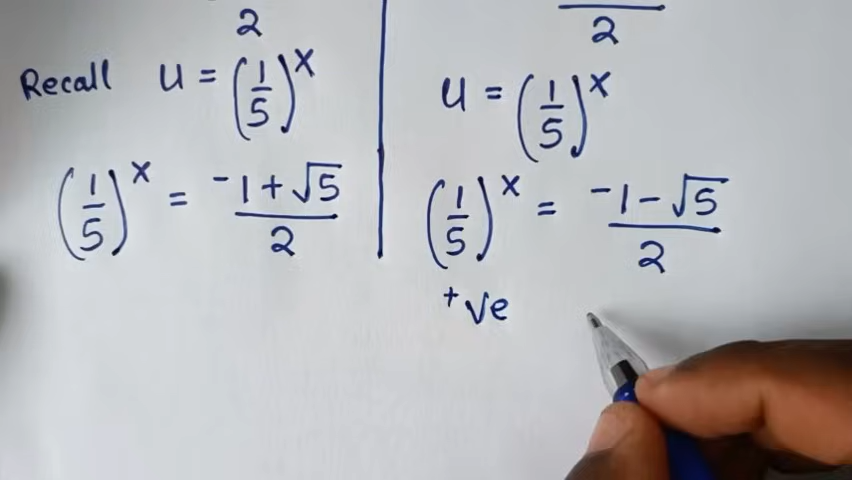 2
Recall u = (1/5)^x
(1/5)^x = (-1+√5)/2
2
u = (1/5)^x
(1/5)^x = (-1-√5)/2
+ve